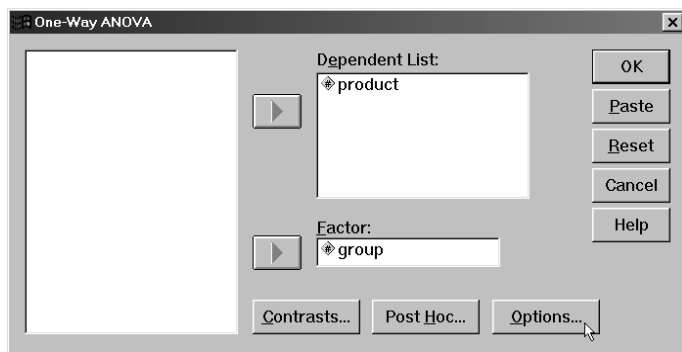 One-Way ANOVA
Dependent List:
product
Factor:
group
OK
Paste
Reset
Cancel
Help
Contrasts...
Post Hoc...
Options...